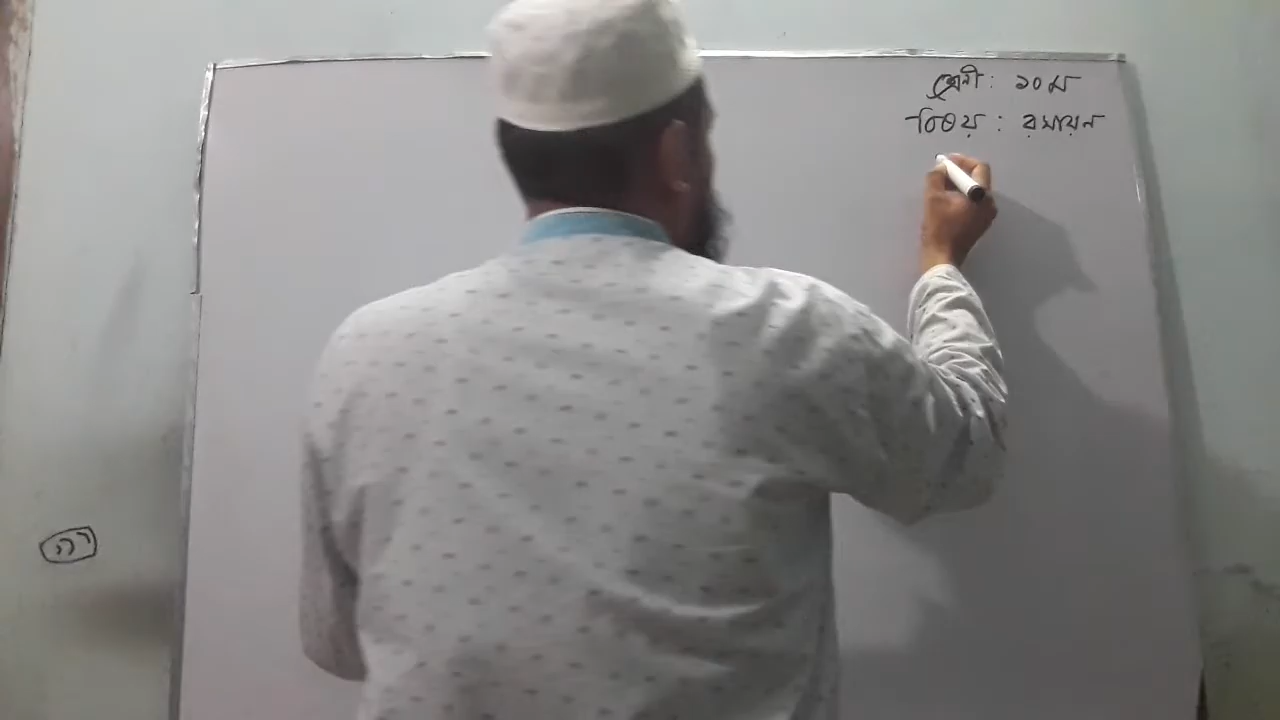 শ্রেণী : ১০ম
বিষয় : রসায়ন